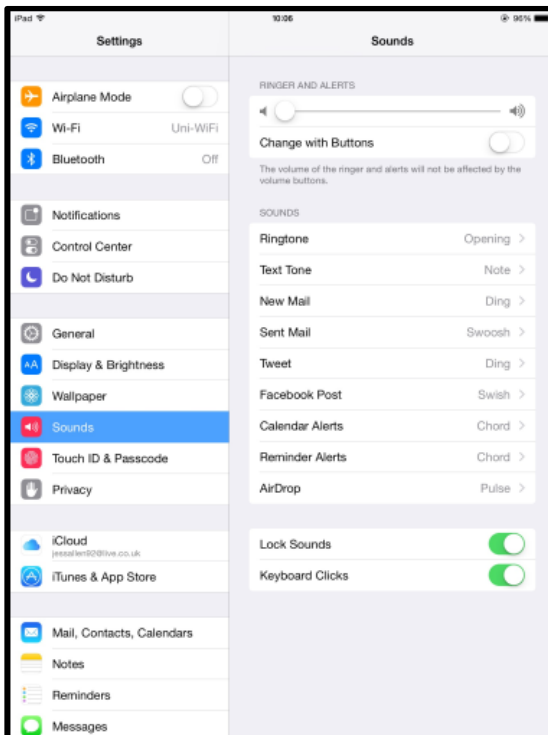 iPad
10:06
96%
Settings
Sounds
Airplane Mode
Wi-Fi Uni-WiFi
Bluetooth Off
Notifications
Control Center
Do Not Disturb
General
Display & Brightness
Wallpaper
Sounds
Touch ID & Passcode
Privacy
iCloud
jessallen92@live.co.uk
iTunes & App Store
Mail, Contacts, Calendars
Notes
Reminders
Messages
RINGER AND ALERTS
Change with Buttons
The volume of the ringer and alerts will not be affected by the
volume buttons.
SOUNDS
Ringtone Opening
Text Tone Note
New Mail Ding
Sent Mail Swoosh
Tweet Ding
Facebook Post Swish
Calendar Alerts Chord
Reminder Alerts Chord
AirDrop Pulse
Lock Sounds
Keyboard Clicks